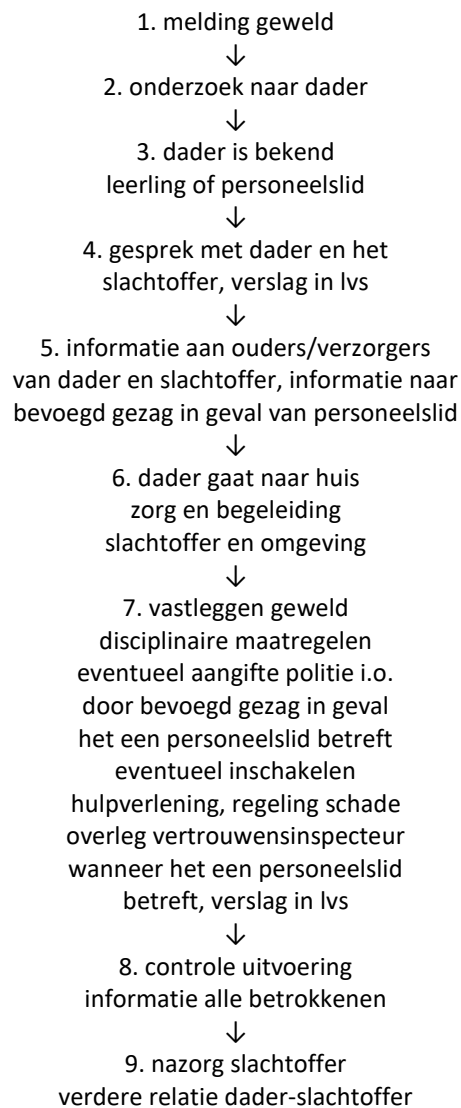 1. melding geweld
↓
2. onderzoek naar dader
↓
3. dader is bekend
leerling of personeelslid
↓
4. gesprek met dader en het
slachtoffer, verslag in lvs
↓
5. informatie aan ouders/verzorgers
van dader en slachtoffer, informatie naar
bevoegd gezag in geval van personeelslid
↓
6. dader gaat naar huis
zorg en begeleiding
slachtoffer en omgeving
↓
7. vastleggen geweld
disciplinaire maatregelen
eventueel aangifte politie i.o.
door bevoegd gezag in geval
het een personeelslid betreft
eventueel inschakelen
hulpverlening, regeling schade
overleg vertrouwensinspecteur
wanneer het een personeelslid
betreft, verslag in lvs
↓
8. controle uitvoering
informatie alle betrokkenen
↓
9. nazorg slachtoffer
verdere relatie dader-slachtoffer